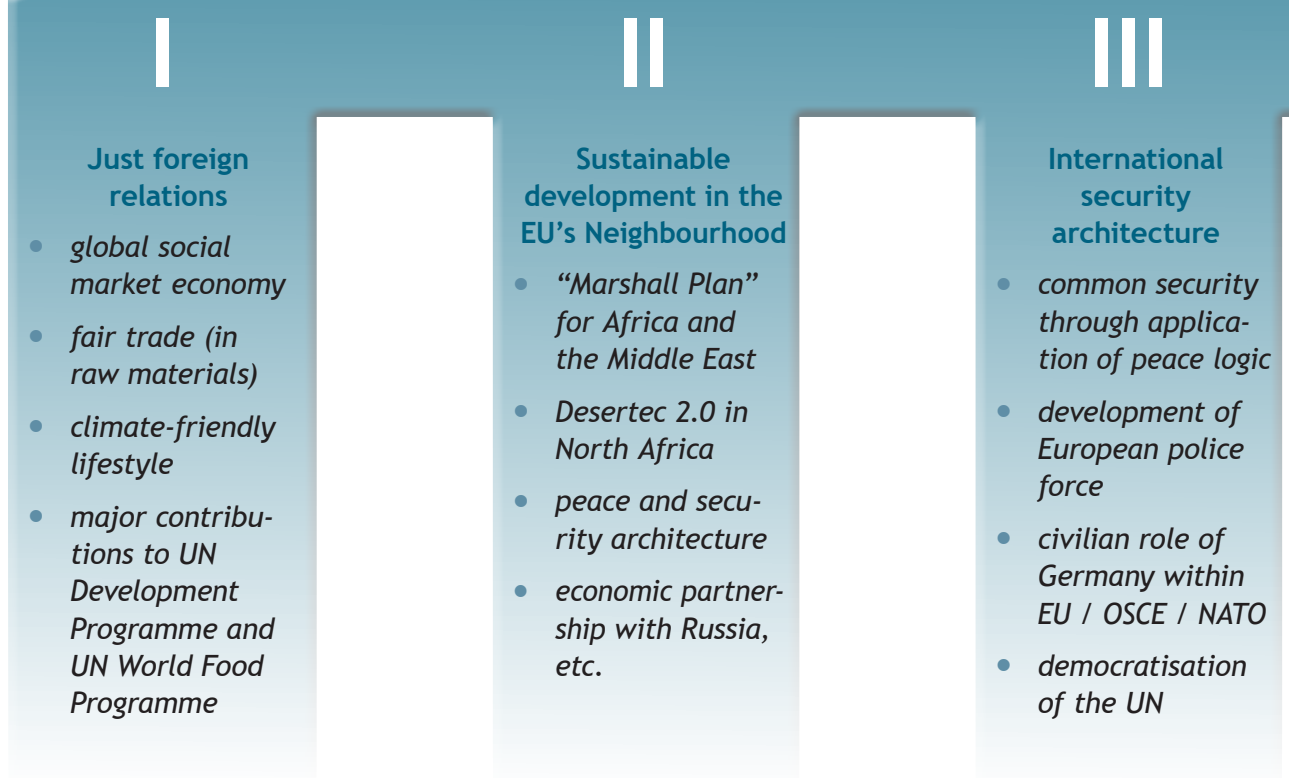 I
Just foreign
relations
• global social
market economy
• fair trade (in
raw materials)
• climate-friendly
lifestyle
• major contribu-
tions to UN
Development
Programme and
UN World Food
Programme
II
Sustainable
development in the
EU’s Neighbourhood
• “Marshall Plan”
for Africa and
the Middle East
• Desertec 2.0 in
North Africa
• peace and secu-
rity architecture
• economic partner-
ship with Russia,
etc.
III
International
security
architecture
• common security
through applica-
tion of peace logic
• development of
European police
force
• civilian role of
Germany within
EU / OSCE / NATO
• democratisation
of the UN